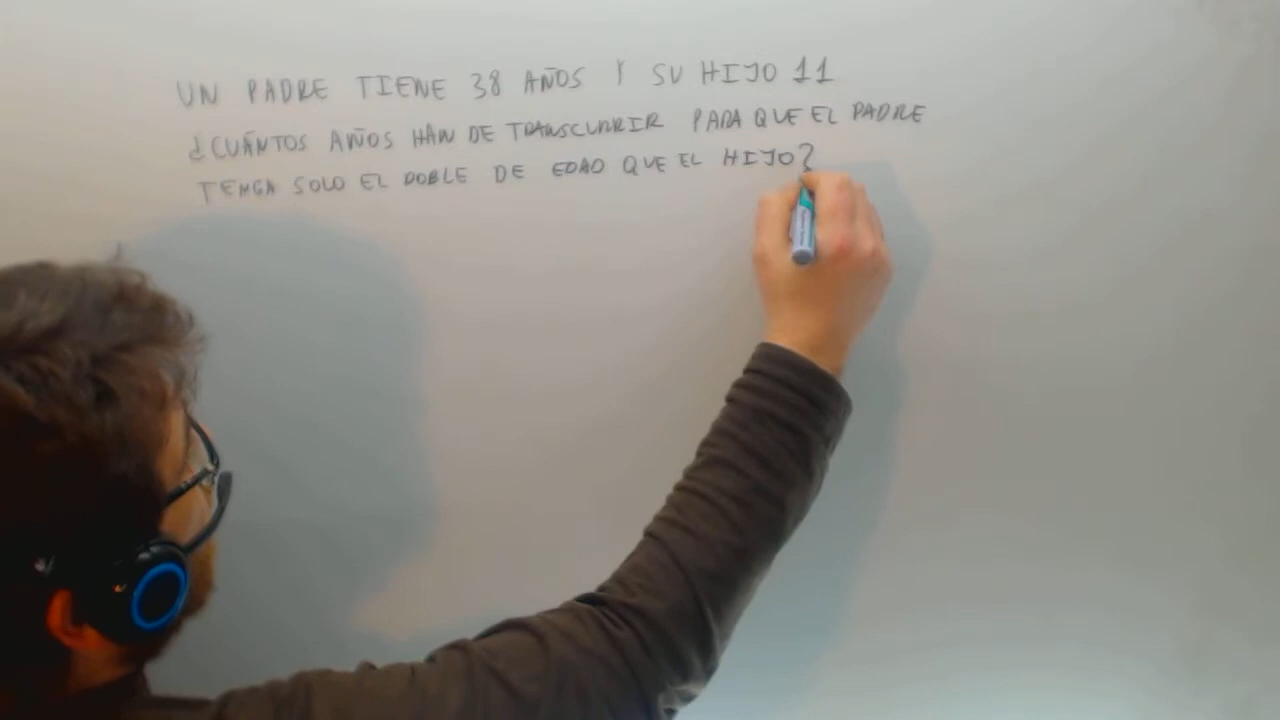 UN PADRE TIENE 38 AÑOS Y SU HIJO 11
¿CUÁNTOS AÑOS HAN DE TRANSCURRIR PARA QUE EL PADRE
TENGA SOLO EL DOBLE DE EDAD QUE EL HIJO?